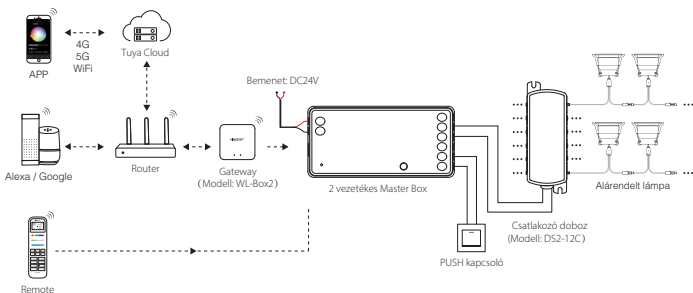 APP
4G
5G
WiFi
Tuya Cloud
Bemenet: DC24V
Alexa / Google
Router
Gateway
(Modell: WL-Box2)
2 vezetékes Master Box
Alárendelt lámpa
Csatlakozó doboz
(Modell: DS2-12C)
PUSH kapcsoló
Remote